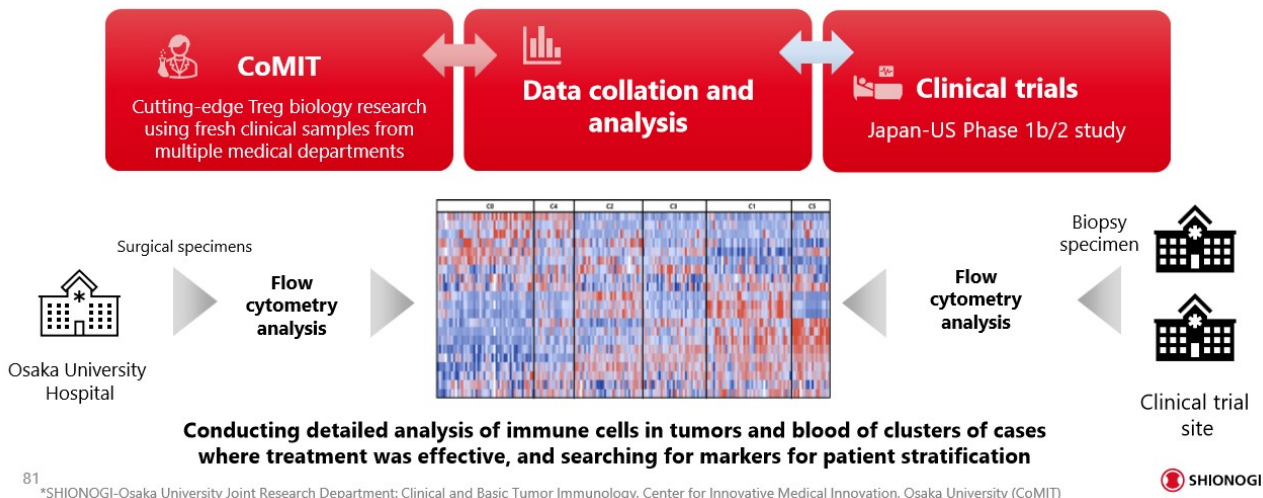 CoMIT
Cutting-edge Treg biology research
using fresh clinical samples from
multiple medical departments
Data collation and
analysis
Clinical trials
Japan-US Phase 1b/2 study
Surgical specimens
Flow
cytometry
analysis
Osaka University
Hospital
C0 C4 C2 C3 C1 C5
Flow
cytometry
analysis
Biopsy
specimen
Clinical trial
site
Conducting detailed analysis of immune cells in tumors and blood of clusters of cases
where treatment was effective, and searching for markers for patient stratification
81
*SHIONOGI-Osaka University Joint Research Department: Clinical and Basic Tumor Immunology, Center for Innovative Medical Innovation, Osaka University (CoMIT)
SHIONOGI